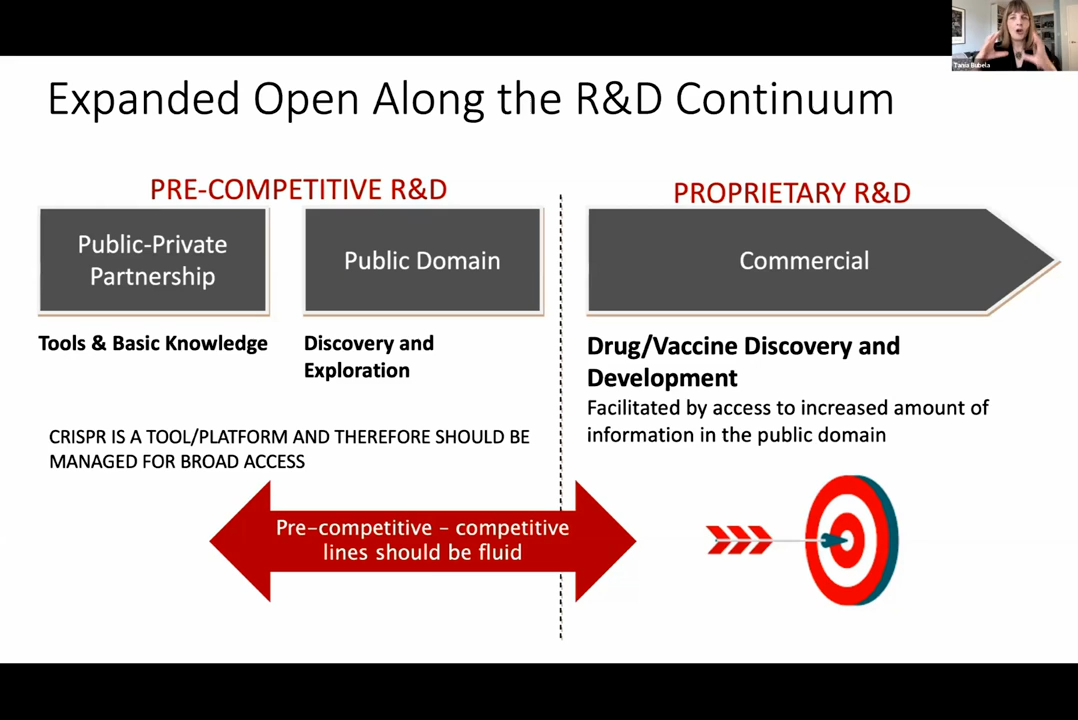 Tania Bubela
Expanded Open Along the R&D Continuum
PRE-COMPETITIVE R&D
PROPRIETARY R&D
Public-Private
Partnership
Public Domain
Commercial
Tools & Basic Knowledge
Discovery and
Exploration
Drug/Vaccine Discovery and
Development
Facilitated by access to increased amount of
information in the public domain
CRISPR IS A TOOL/PLATFORM AND THEREFORE SHOULD BE
MANAGED FOR BROAD ACCESS
Pre-competitive – competitive
lines should be fluid